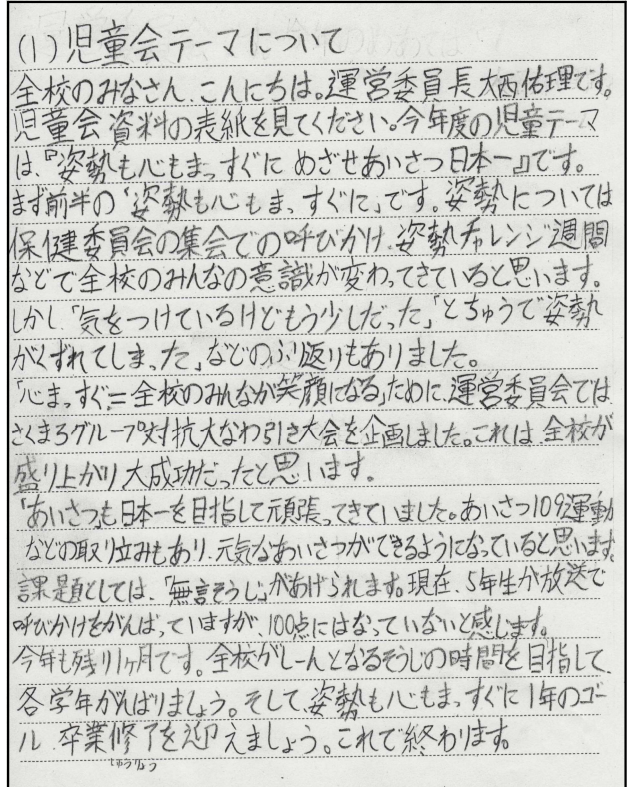 (1)児童会テーマについて
全校のみなさん、こんにちは。運営委員長大西佑理です。
児童会資料の表紙を見てください。今年度の児童テーマ
は、『姿勢も心もまっすぐに めざせあいさつ日本一』です。
まず前半の「姿勢も心もまっすぐに」です。姿勢については
保健委員会の集会での呼びかけ、姿勢チャレンジ週間
などで全校のみんなの意識が変わってきていると思います。
しかし「気をつけているけどもう少しだった」「とちゅうで姿勢
がくずれてしまった」などのふり返りもありました。
「心まっすぐ=全校のみんなが笑顔になる」ために、運営委員会では
さくまろグループ対抗大なわ引き大会を企画しました。これは、全校が
盛り上がり大成功だったと思います。
「あいさつ」も日本一を目指して頑張ってきていました。あいさつ109運動
などの取り立みもあり、元気なあいさつができるようになっていると思います。
課題としては、「無言そうじ」があげられます。現在、5年生が放送で
呼びかけをがんばっていますが、100点にはなっていないと感じます。
今年も残り1ヶ月です。全校がしーんとなるそうじの時間を目指して、
各学年がんばりましょう。そして、姿勢も心もまっすぐに1年のゴー
ル、卒業修了を迎えましょう。これで終わります。
しゅうりょう